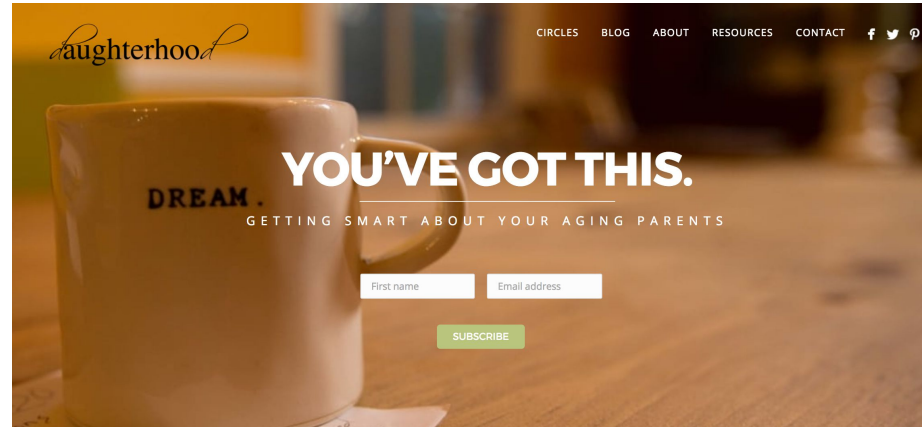 daughterhood
CIRCLES BLOG ABOUT RESOURCES CONTACT
YOU'VE GOT THIS.
DREAM.
GETTING SMART ABOUT YOUR AGING PARENTS
First name Email address
SUBSCRIBE